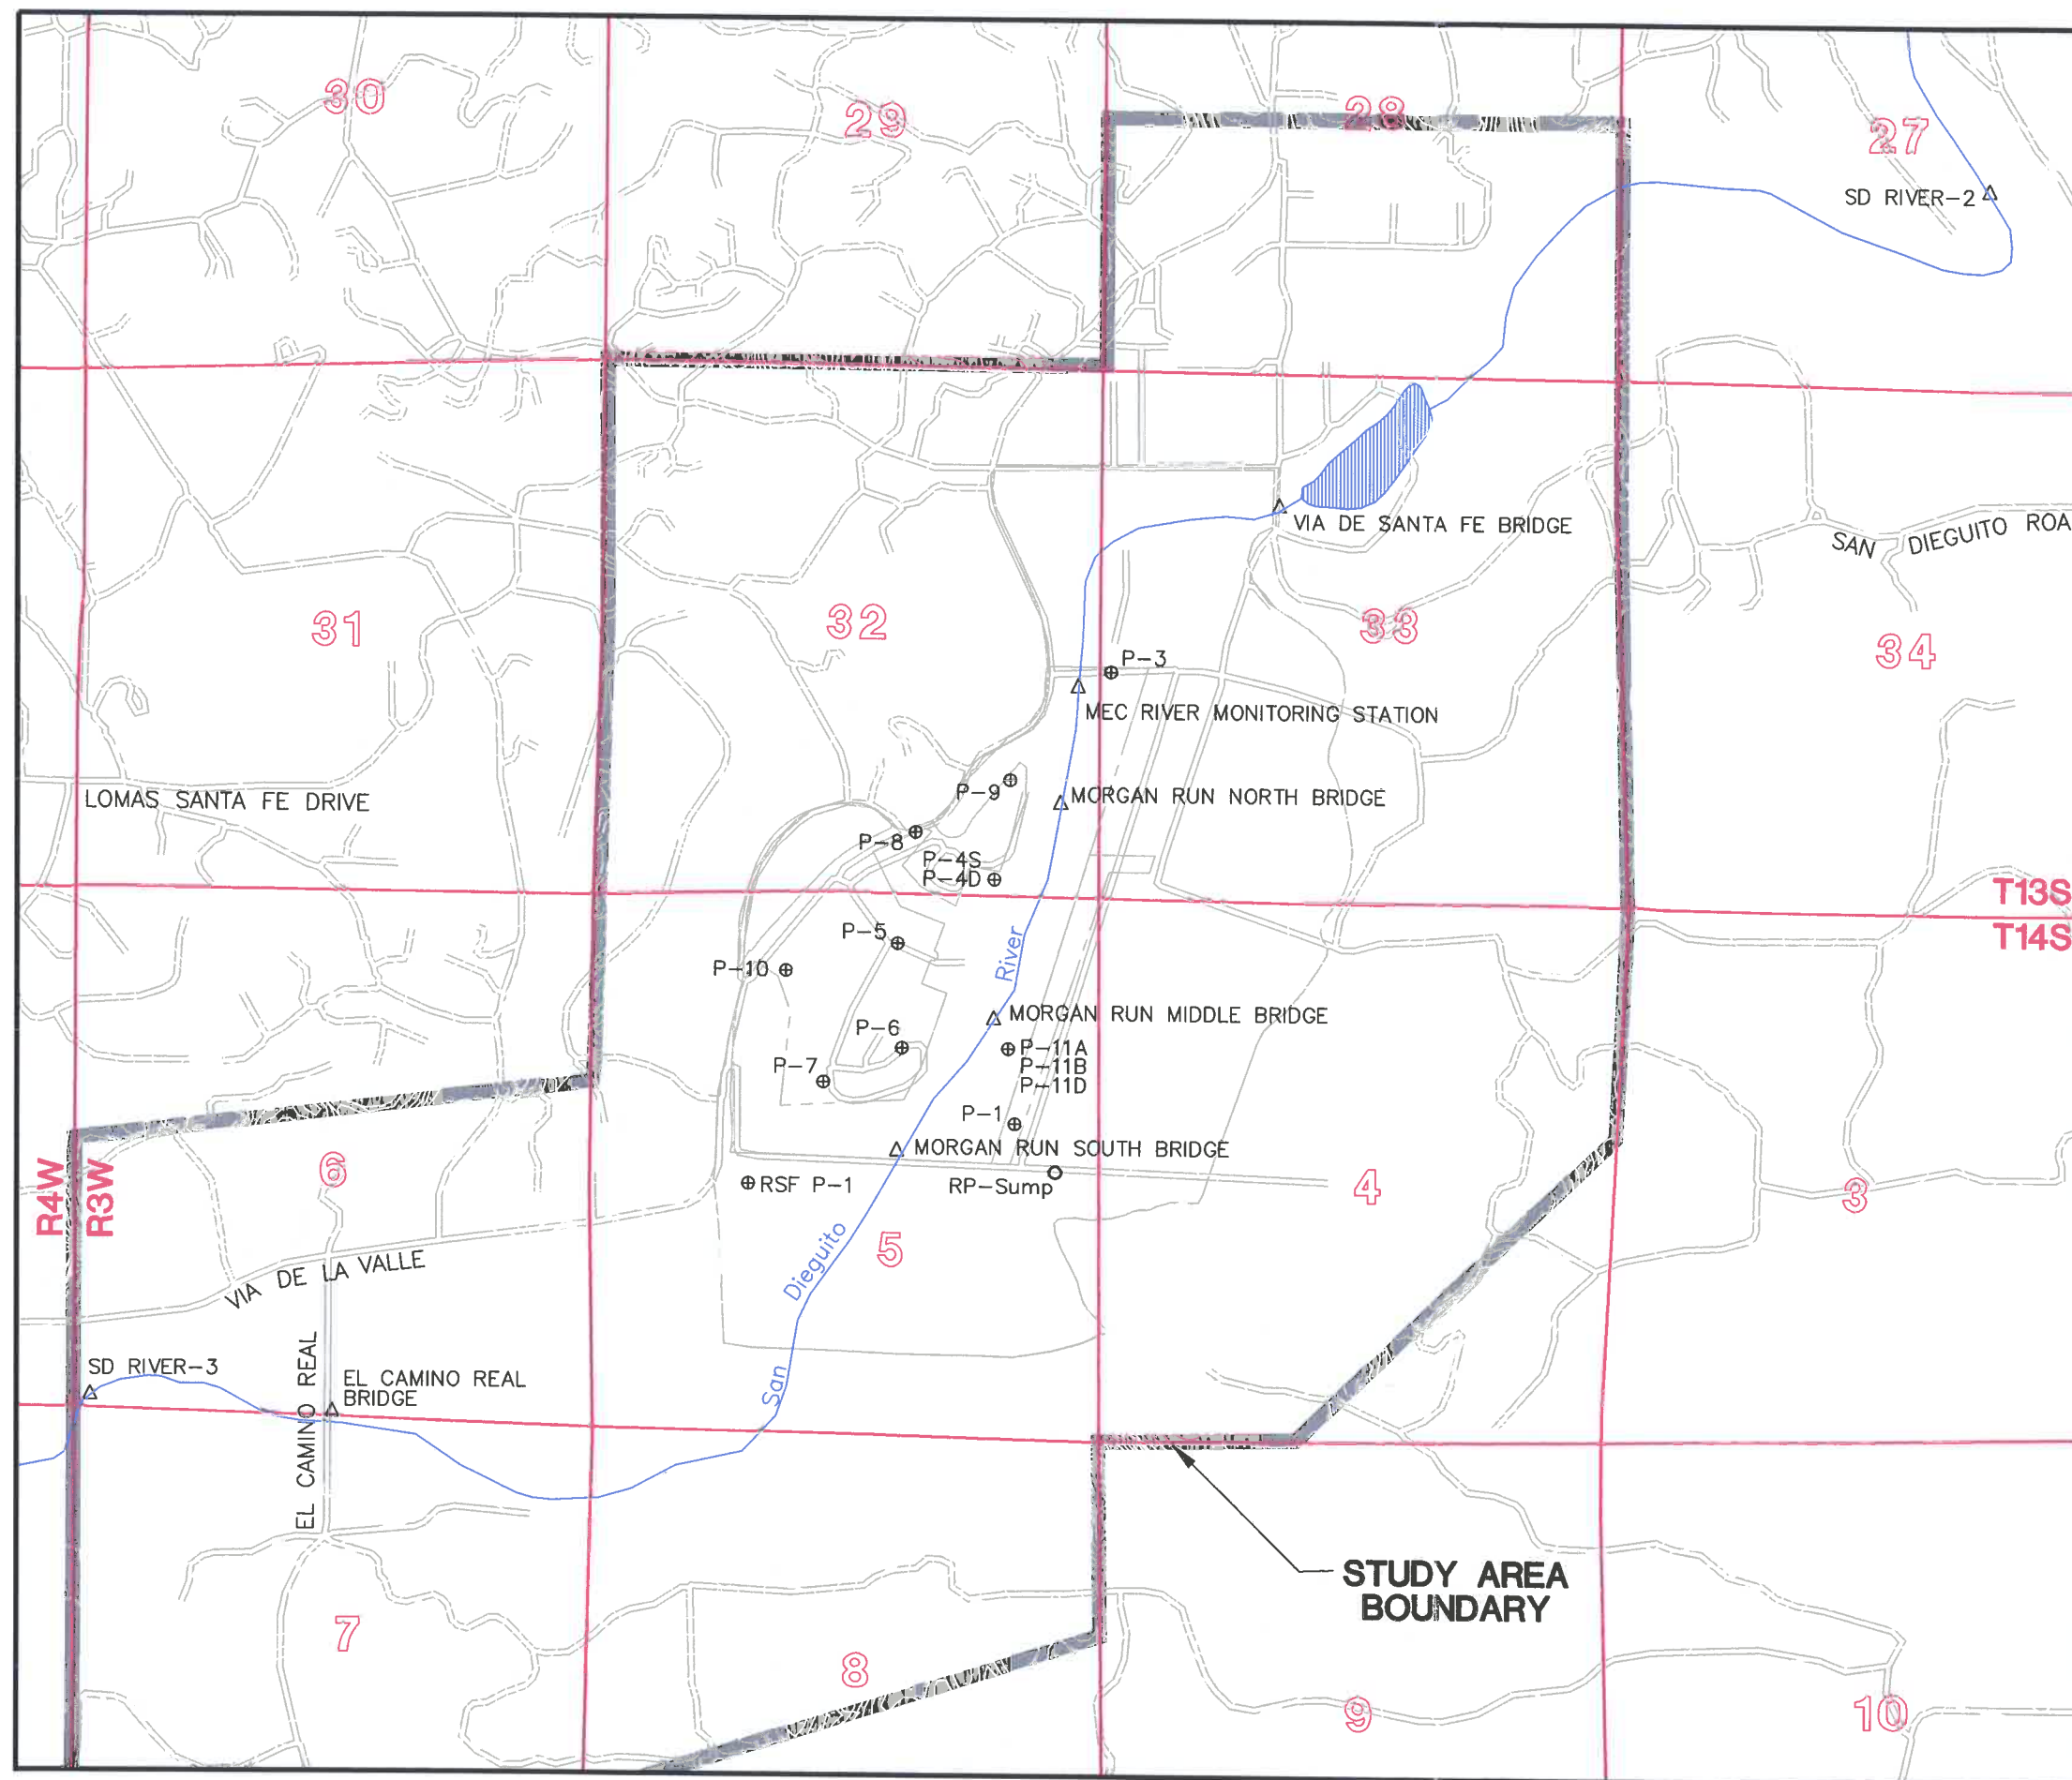 30
29
28
27
SD RIVER-2
VIA DE SANTA FE BRIDGE
SAN DIEGUITO ROA
31
32
33
34
P-3
MEC RIVER MONITORING STATION
P-9
MORGAN RUN NORTH BRIDGE
LOMAS SANTA FE DRIVE
P-8
P-4S
P-4D
T13S
T14S
P-5
P-10
River
MORGAN RUN MIDDLE BRIDGE
P-6
P-11A
P-11B
P-11D
P-7
P-1
MORGAN RUN SOUTH BRIDGE
R4W
R3W
6
RSF P-1
RP-Sump
4
3
5
Dieguito
VIA DE LA VALLE
San
SD RIVER-3
EL CAMINO REAL
EL CAMINO REAL
BRIDGE
STUDY AREA
BOUNDARY
7
8
9
10